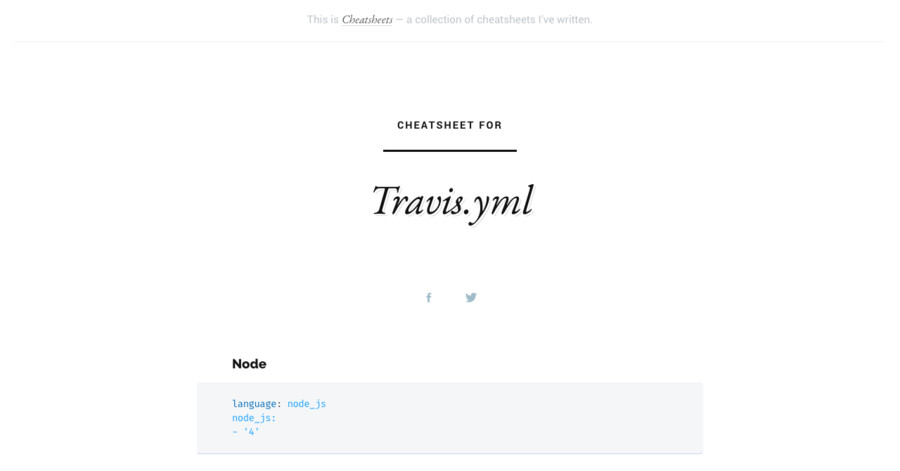 This is Cheatsheets — a collection of cheatsheets I've written.
CHEATSHEET FOR
Travis.yml
Node
language: node_js
node_js:
- '4'